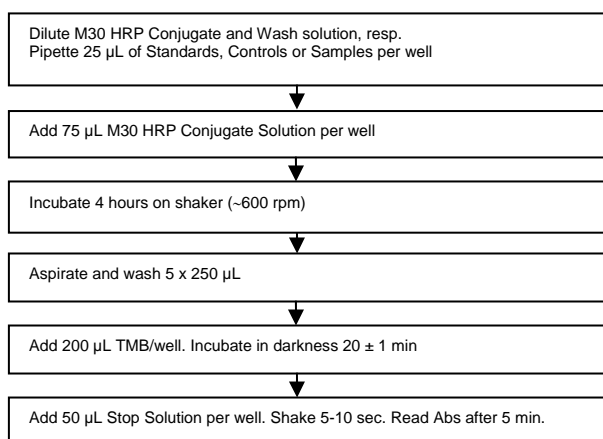 Dilute M30 HRP Conjugate and Wash solution, resp.
Pipette 25 µL of Standards, Controls or Samples per well
Add 75 µL M30 HRP Conjugate Solution per well
Incubate 4 hours on shaker (~600 rpm)
Aspirate and wash 5 x 250 µL
Add 200 µL TMB/well. Incubate in darkness 20 ± 1 min
Add 50 µL Stop Solution per well. Shake 5-10 sec. Read Abs after 5 min.